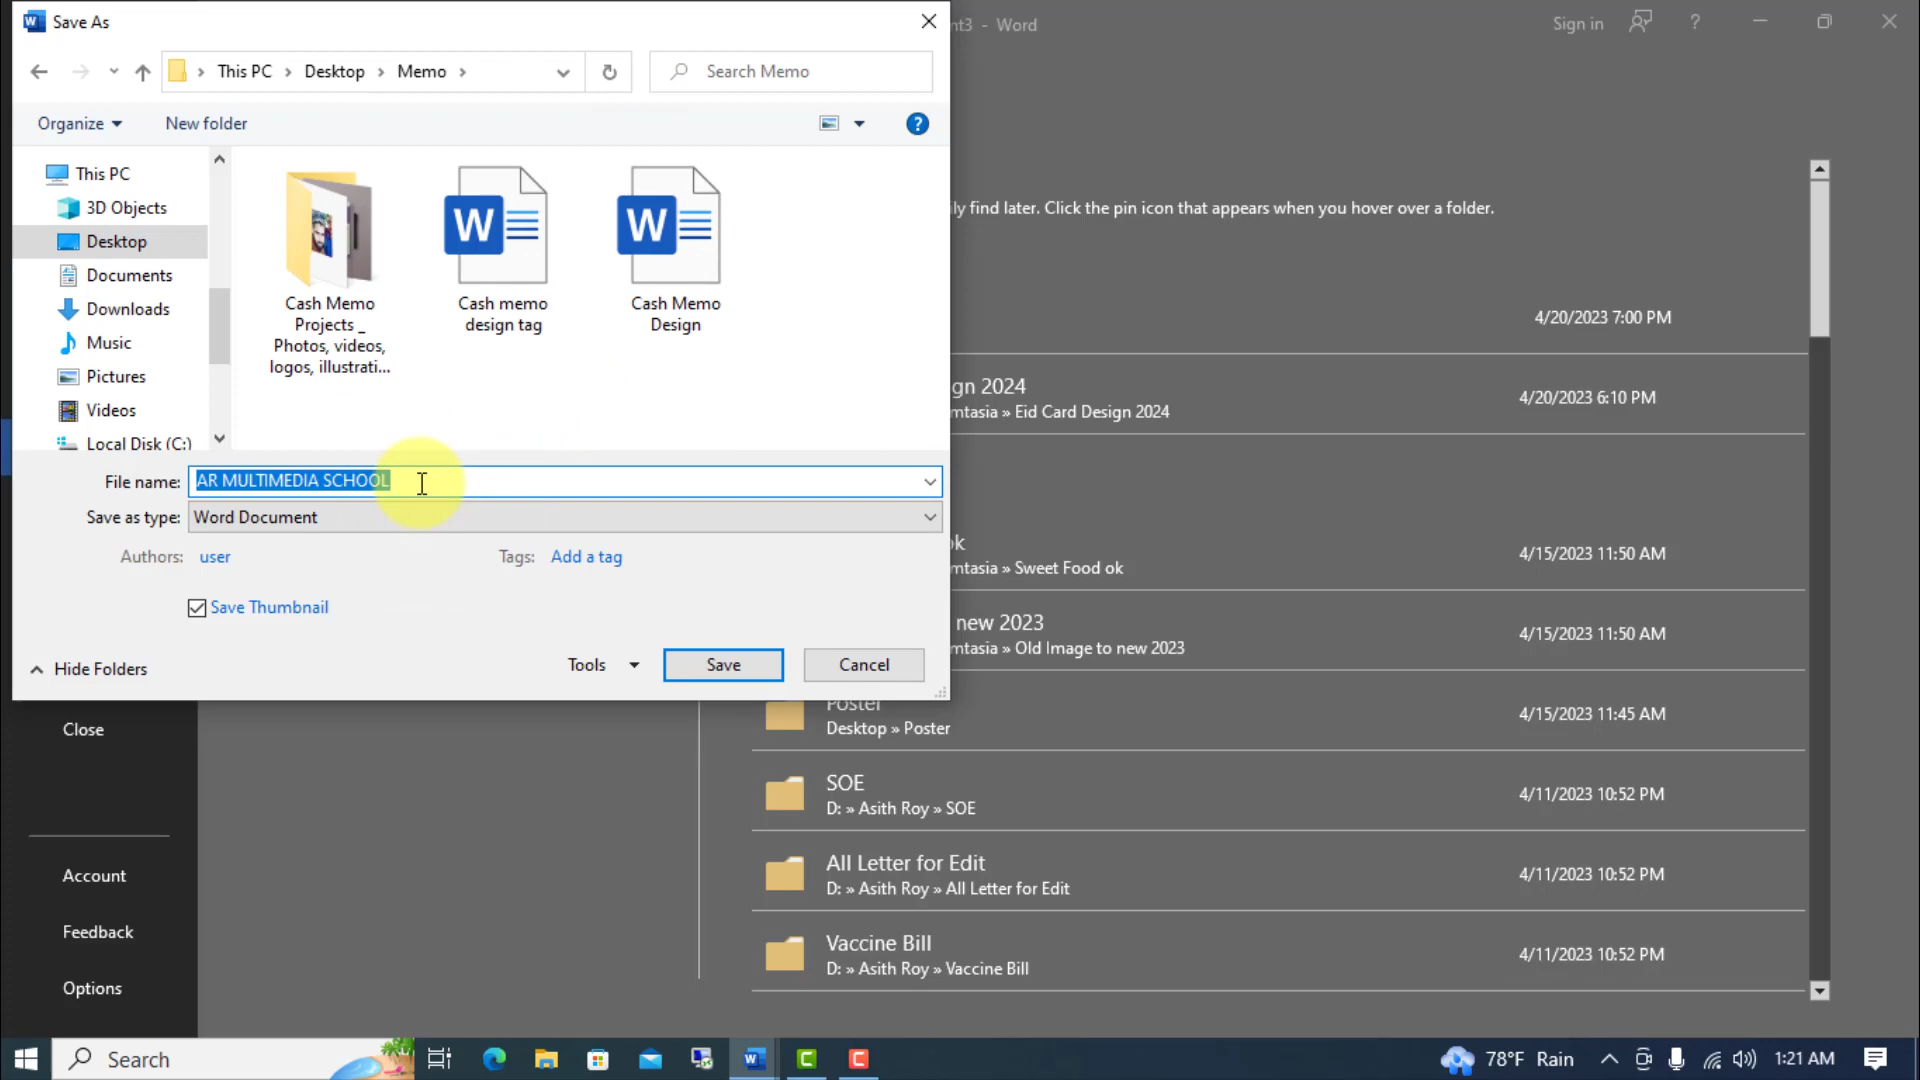 Save As
nt3 - Word
Sign in
?
This PC
Desktop
Memo
Search Memo
Organize
New folder
?
This PC
3D Objects
Desktop
Documents
Downloads
Music
Pictures
Videos
Local Disk (C:)
Cash Memo
Projects _
Photos, videos,
logos, illustrati...
Cash memo
design tag
Cash Memo
Design
File name: AR MULTIMEDIA SCHOOL
Save as type: Word Document
Authors: user
Tags: Add a tag
Save Thumbnail
Hide Folders
Tools
Save
Cancel
ily find later. Click the pin icon that appears when you hover over a folder.
4/20/2023 7:00 PM
gn 2024
mtasia » Eid Card Design 2024
4/20/2023 6:10 PM
ok
mtasia » Sweet Food ok
4/15/2023 11:50 AM
new 2023
mtasia » Old Image to new 2023
4/15/2023 11:50 AM
Poster
Desktop » Poster
4/15/2023 11:45 AM
SOE
D: » Asith Roy » SOE
4/11/2023 10:52 PM
All Letter for Edit
D: » Asith Roy » All Letter for Edit
4/11/2023 10:52 PM
Vaccine Bill
D: » Asith Roy » Vaccine Bill
4/11/2023 10:52 PM
Close
Account
Feedback
Options
Search
78°F Rain
1:21 AM